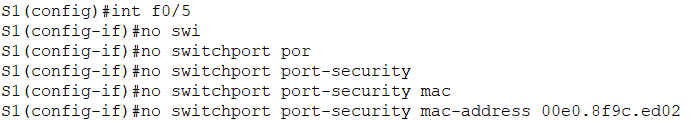 S1(config)#int f0/5
S1(config-if)#no swi
S1(config-if)#no switchport por
S1(config-if)#no switchport port-security
S1(config-if)#no switchport port-security mac
S1(config-if)#no switchport port-security mac-address 00e0.8f9c.ed02